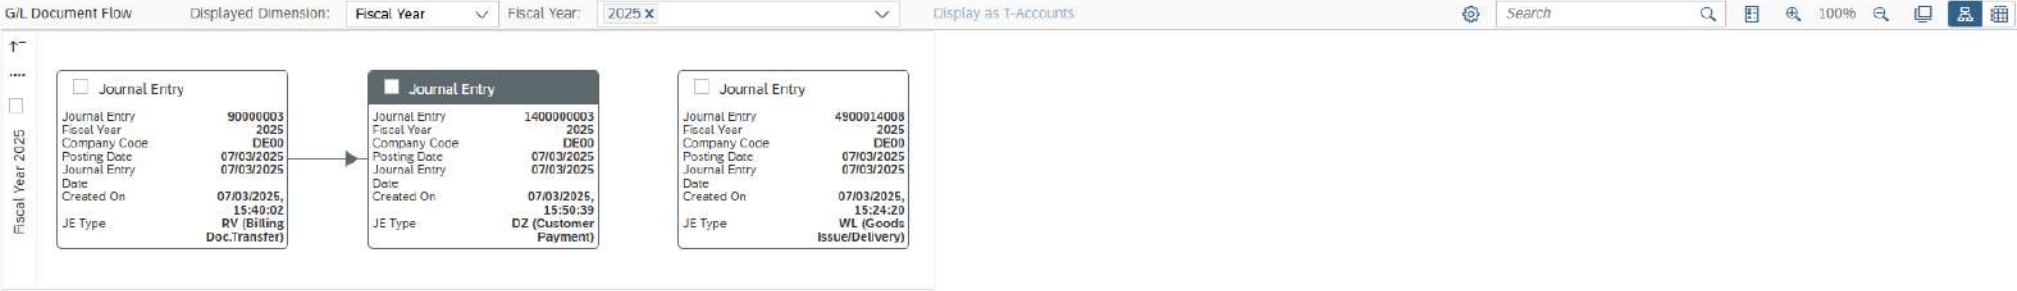 G/L Document Flow Displayed Dimension: Fiscal Year Fiscal Year: 2025 x Display as T-Accounts Search 100%
Fiscal Year 2025
Journal Entry
Journal Entry 90000003
Fiscal Year 2025
Company Code DE00
Posting Date 07/03/2025
Journal Entry 07/03/2025
Date
Created On 07/03/2025,
15:40:02
JE Type RV (Billing
Doc.Transfer)
Journal Entry
Journal Entry 1400000003
Fiscal Year 2025
Company Code DE00
Posting Date 07/03/2025
Journal Entry 07/03/2025
Date
Created On 07/03/2025,
15:50:39
JE Type DZ (Customer
Payment)
Journal Entry
Journal Entry 4900014008
Fiscal Year 2025
Company Code DE00
Posting Date 07/03/2025
Journal Entry 07/03/2025
Date
Created On 07/03/2025,
15:24:20
JE Type WL (Goods
Issue/Delivery)